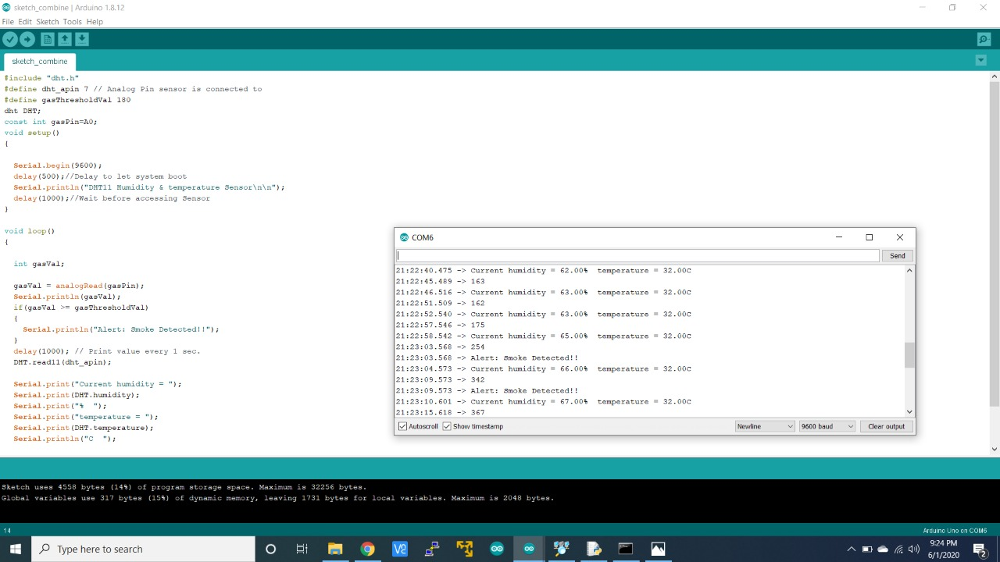 sketch_combine | Arduino 1.8.12
File Edit Sketch Tools Help
sketch_combine
#include "dht.h"
#define dht_apin 7 // Analog Pin sensor is connected to
#define gasThresholdVal 180
dht DHT;
const int gasPin=A0;
void setup()
{
Serial.begin(9600);
delay(500);//Delay to let system boot
Serial.println("DHT11 Humidity & temperature Sensor\n\n");
delay(1000);//Wait before accessing Sensor
}
void loop()
{
int gasVal;
gasVal = analogRead(gasPin);
Serial.println(gasVal);
if(gasVal >= gasThresholdVal)
{
Serial.println("Alert: Smoke Detected!!");
}
delay(1000); // Print value every 1 sec.
DHT.read11(dht_apin);
Serial.print("Current humidity = ");
Serial.print(DHT.humidity);
Serial.print("%  ");
Serial.print("temperature = ");
Serial.print(DHT.temperature);
Serial.println("C  ");
COM6
Send
21:22:40.475 -> Current humidity = 62.00%  temperature = 32.00C
21:22:45.489 -> 163
21:22:46.516 -> Current humidity = 63.00%  temperature = 32.00C
21:22:51.509 -> 162
21:22:52.540 -> Current humidity = 63.00%  temperature = 32.00C
21:22:57.546 -> 175
21:22:58.542 -> Current humidity = 65.00%  temperature = 32.00C
21:23:03.568 -> 254
21:23:03.568 -> Alert: Smoke Detected!!
21:23:04.573 -> Current humidity = 66.00%  temperature = 32.00C
21:23:09.573 -> 342
21:23:09.573 -> Alert: Smoke Detected!!
21:23:10.601 -> Current humidity = 67.00%  temperature = 32.00C
21:23:15.618 -> 367
Autoscroll Show timestamp Newline 9600 baud Clear output
Sketch uses 4558 bytes (14%) of program storage space. Maximum is 32256 bytes.
Global variables use 317 bytes (15%) of dynamic memory, leaving 1731 bytes for local variables. Maximum is 2048 bytes.
14 Arduino Uno on COM6
Type here to search
9:24 PM
6/1/2020
2